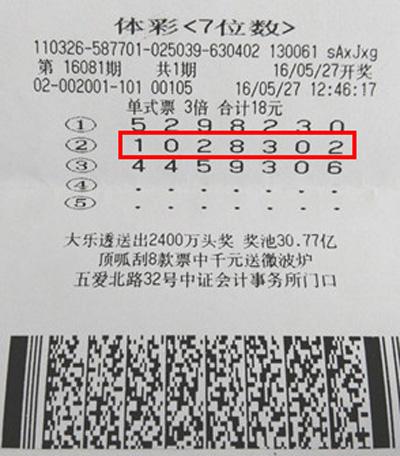 体彩<7位数>
110326-587701-025039-630402 130061 sAxJxg
第 16081期 共1期 16/05/27开奖
02-002001-101 00105 16/05/27 12:46:17
单式票 3倍 合计18元
① 5 2 9 8 2 3 0
② 1 0 2 8 3 0 2
③ 4 4 5 9 3 0 6
④ - - - - - - -
⑤ - - - - - - -
大乐透送出2400万头奖 奖池30.77亿
顶呱刮8款票中千元送微波炉
五爱北路32号中证会计事务所门口